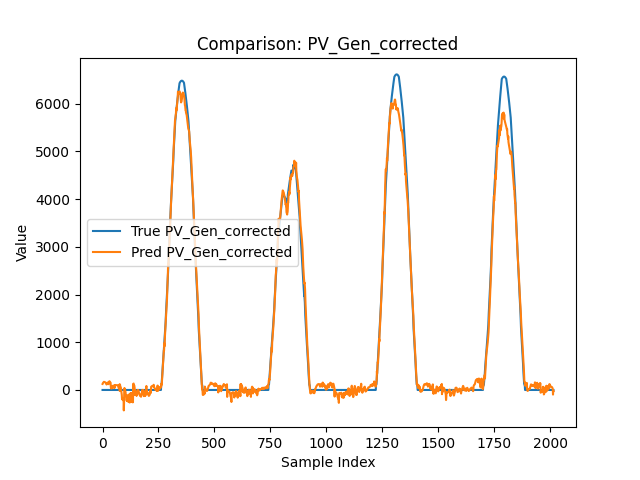 Comparison: PV_Gen_corrected
Value
6000
5000
4000
3000
2000
1000
0
True PV_Gen_corrected
Pred PV_Gen_corrected
0 250 500 750 1000 1250 1500 1750 2000
Sample Index